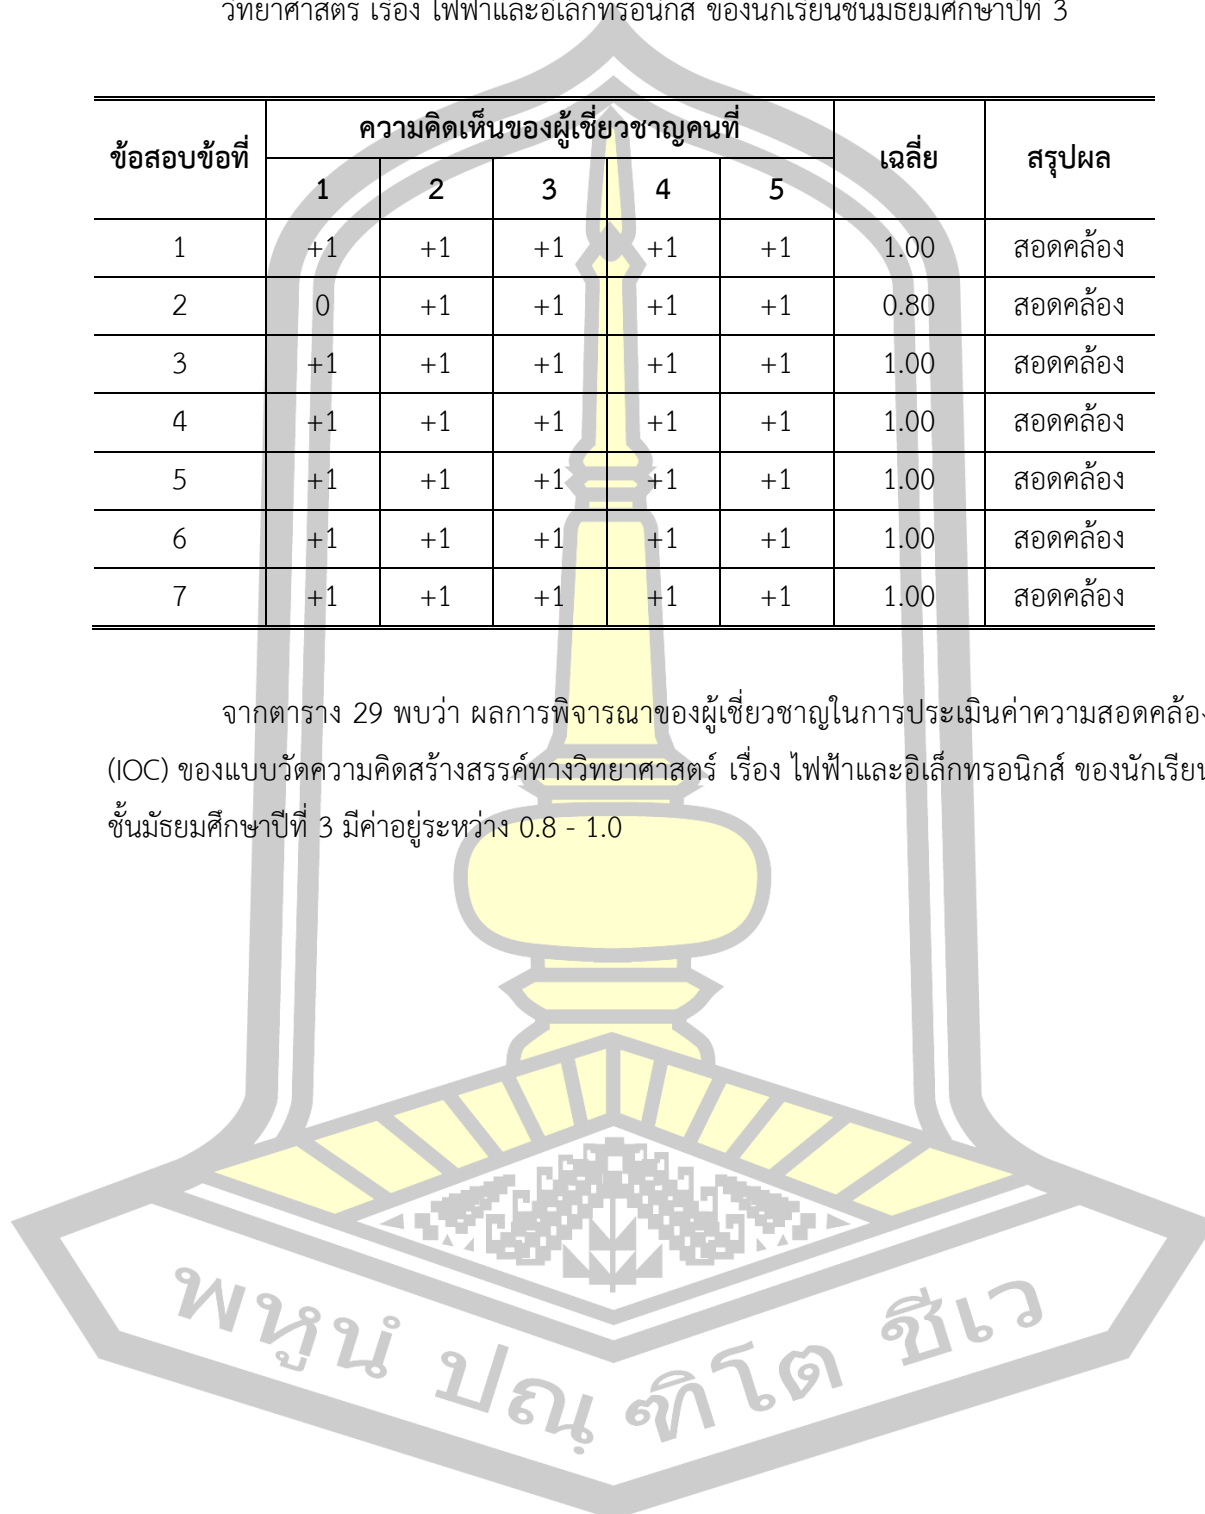 วิทยาศาสตร์ เรื่อง ไฟฟ้าและอิเล็กทรอนิกส์ ของนักเรียนชั้นมัธยมศึกษาปีที่ 3
ข้อสอบข้อที่ ความคิดเห็นของผู้เชี่ยวชาญคนที่ เฉลี่ย สรุปผล
1 2 3 4 5
1 +1 +1 +1 +1 +1 1.00 สอดคล้อง
2 0 +1 +1 +1 +1 0.80 สอดคล้อง
3 +1 +1 +1 +1 +1 1.00 สอดคล้อง
4 +1 +1 +1 +1 +1 1.00 สอดคล้อง
5 +1 +1 +1 +1 +1 1.00 สอดคล้อง
6 +1 +1 +1 +1 +1 1.00 สอดคล้อง
7 +1 +1 +1 +1 +1 1.00 สอดคล้อง
จากตาราง 29 พบว่า ผลการพิจารณาของผู้เชี่ยวชาญในการประเมินค่าความสอดคล้อง
(IOC) ของแบบวัดความคิดสร้างสรรค์ทางวิทยาศาสตร์ เรื่อง ไฟฟ้าและอิเล็กทรอนิกส์ ของนักเรียน
ชั้นมัธยมศึกษาปีที่ 3 มีค่าอยู่ระหว่าง 0.8 - 1.0
พหูนํ ปณฺฑิโต ชีเว